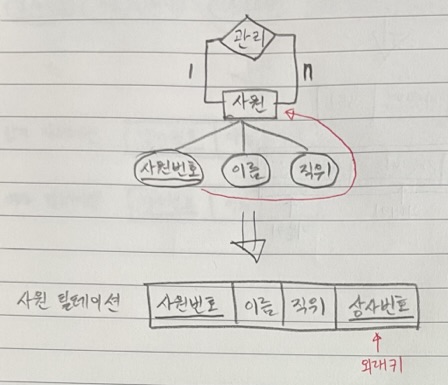 관리
1 n
사원
사원번호 이름 직위
사원 릴레이션 사원번호 이름 직위 상사번호
외래키